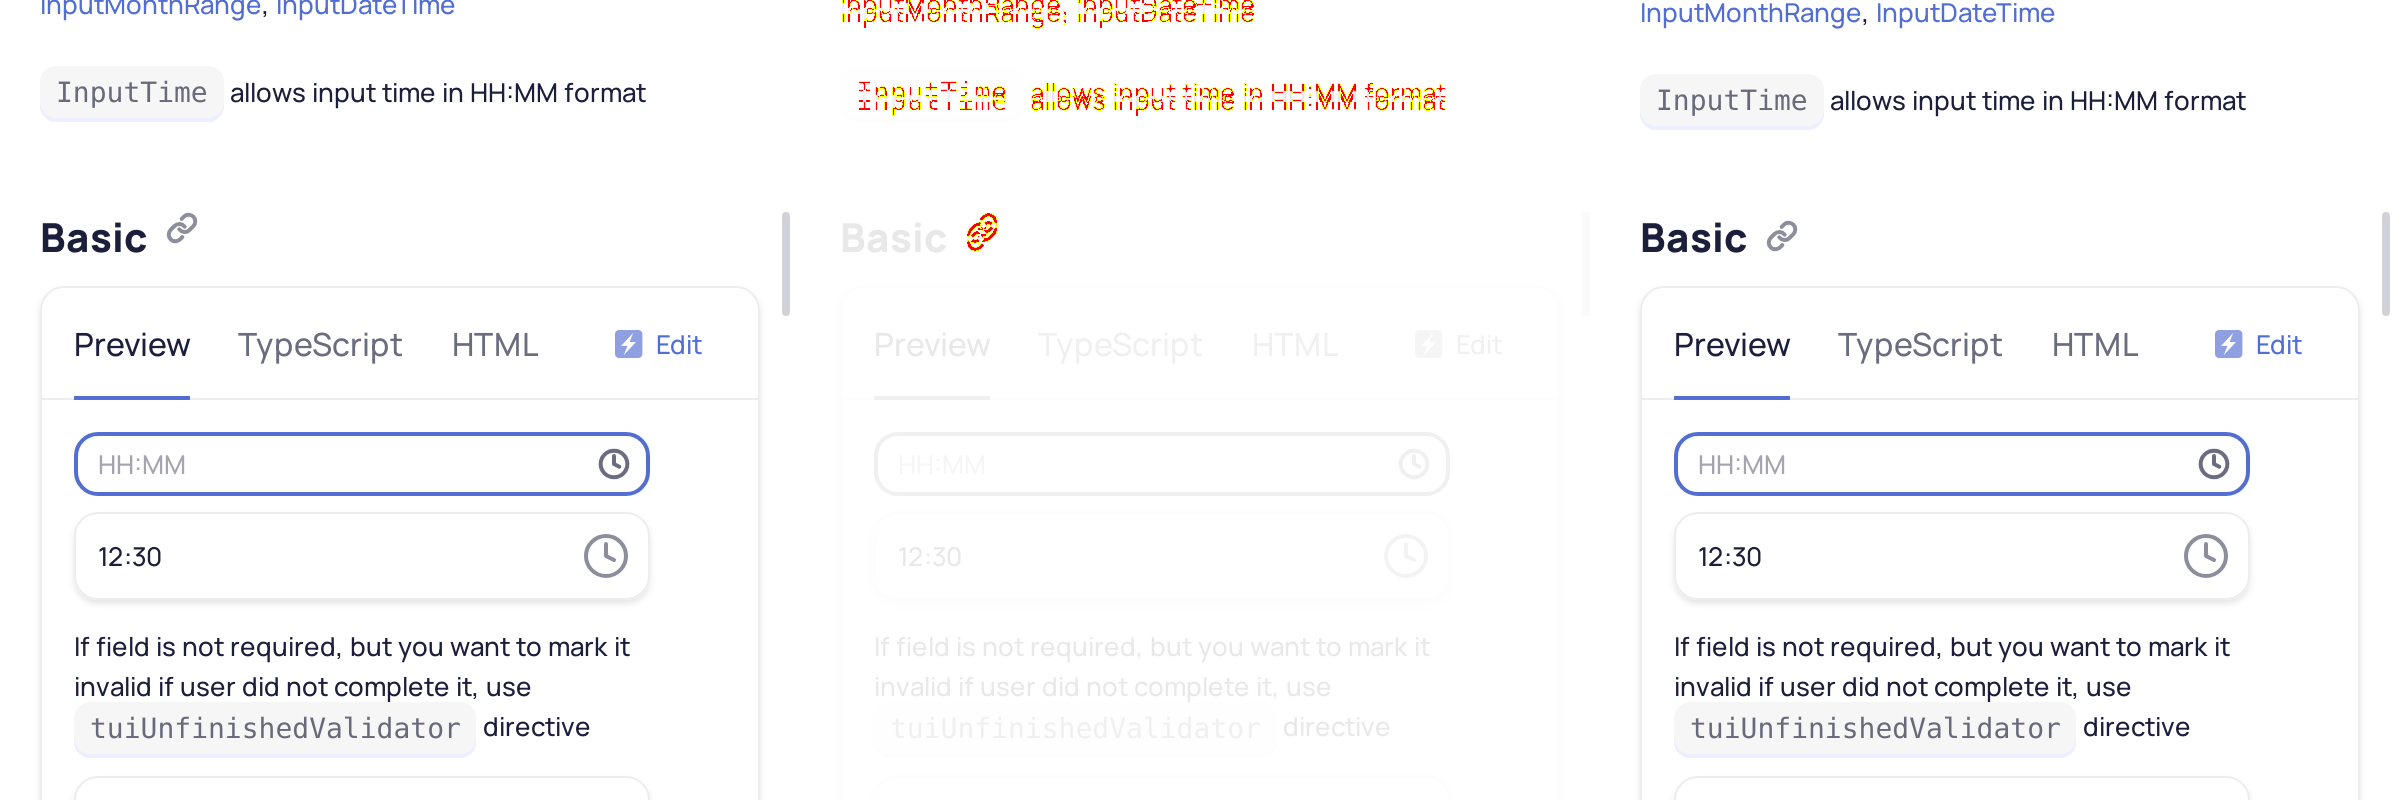 InputMonthRange, InputDateTime
InputTime allows input time in HH:MM format
Basic
Preview TypeScript HTML Edit
HH:MM
12:30
If field is not required, but you want to mark it
invalid if user did not complete it, use
tuiUnfinishedValidator directive
InputMonthRange, InputDateTime
InputTime allows input time in HH:MM format
Basic
Preview TypeScript HTML Edit
HH:MM
12:30
If field is not required, but you want to mark it
invalid if user did not complete it, use
tuiUnfinishedValidator directive
InputMonthRange, InputDateTime
InputTime allows input time in HH:MM format
Basic
Preview TypeScript HTML Edit
HH:MM
12:30
If field is not required, but you want to mark it
invalid if user did not complete it, use
tuiUnfinishedValidator directive